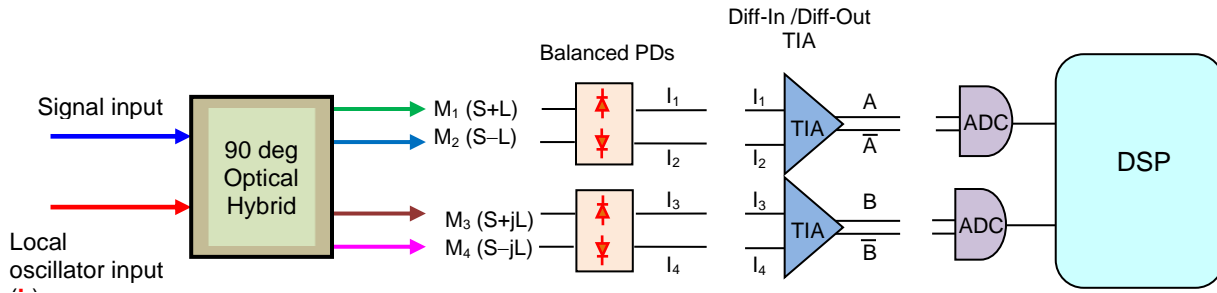 Diff-In /Diff-Out
TIA
Balanced PDs
Signal input
90 deg
Optical
Hybrid
Local
oscillator input
M₁ (S+L)
M₂ (S–L)
M₃ (S+jL)
M₄ (S–jL)
I₁
I₂
I₃
I₄
I₁
I₂
I₃
I₄
TIA
TIA
A
A̅
B
B̅
ADC
ADC
DSP